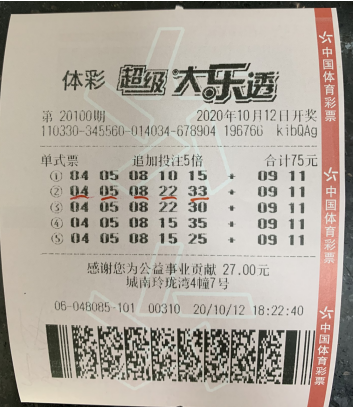 体彩 超级大乐透
第 20100期 2020年10月12日开奖
110330-345560-014034-678904 196766 kibQAg
单式票 追加投注5倍 合计75元
① 04 05 08 10 15 + 09 11
② 04 05 08 22 33 + 09 11
③ 04 05 08 22 30 + 09 11
④ 04 05 08 15 35 + 09 11
⑤ 04 05 08 15 25 + 09 11
感谢您为公益事业贡献 27.00元
城南玲珑湾4幢7号
05-048085-101 00310 20/10/12 18:22:40
中国体育彩票
中国体育彩票
中国体育彩票